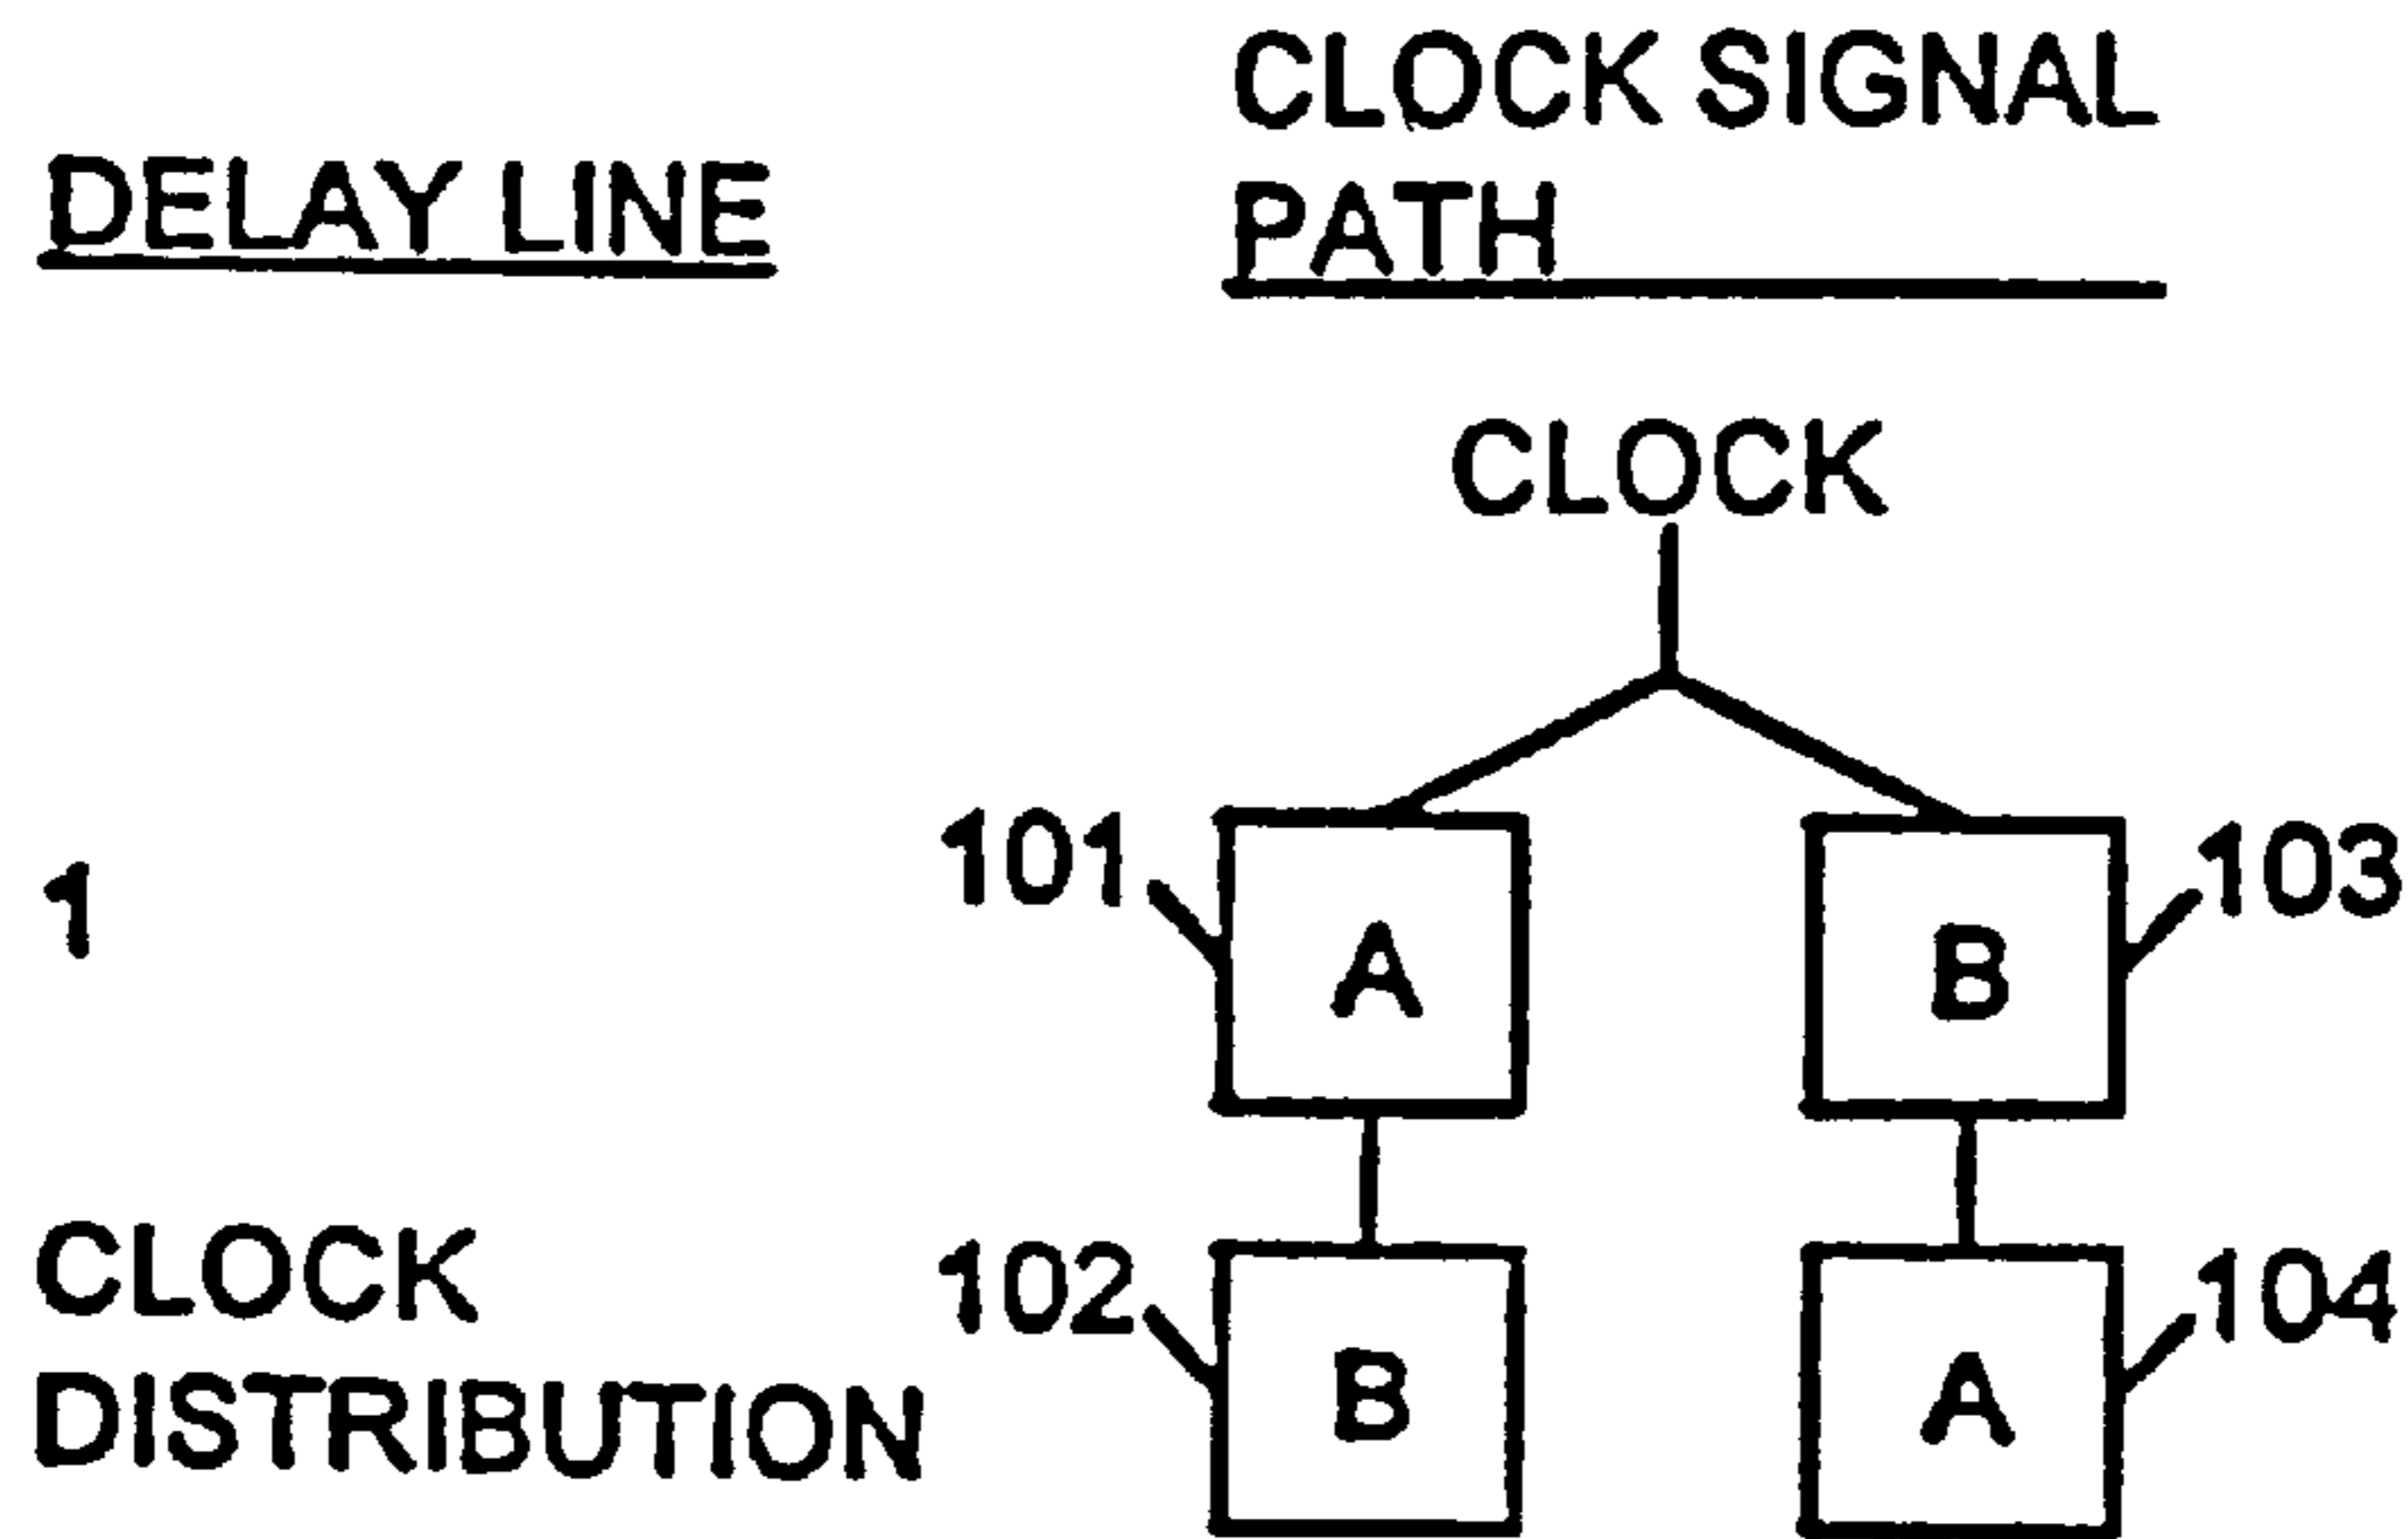 DELAY LINE
CLOCK SIGNAL
PATH
CLOCK
1
101
A
B
103
CLOCK
DISTRIBUTION
102
B
A
104